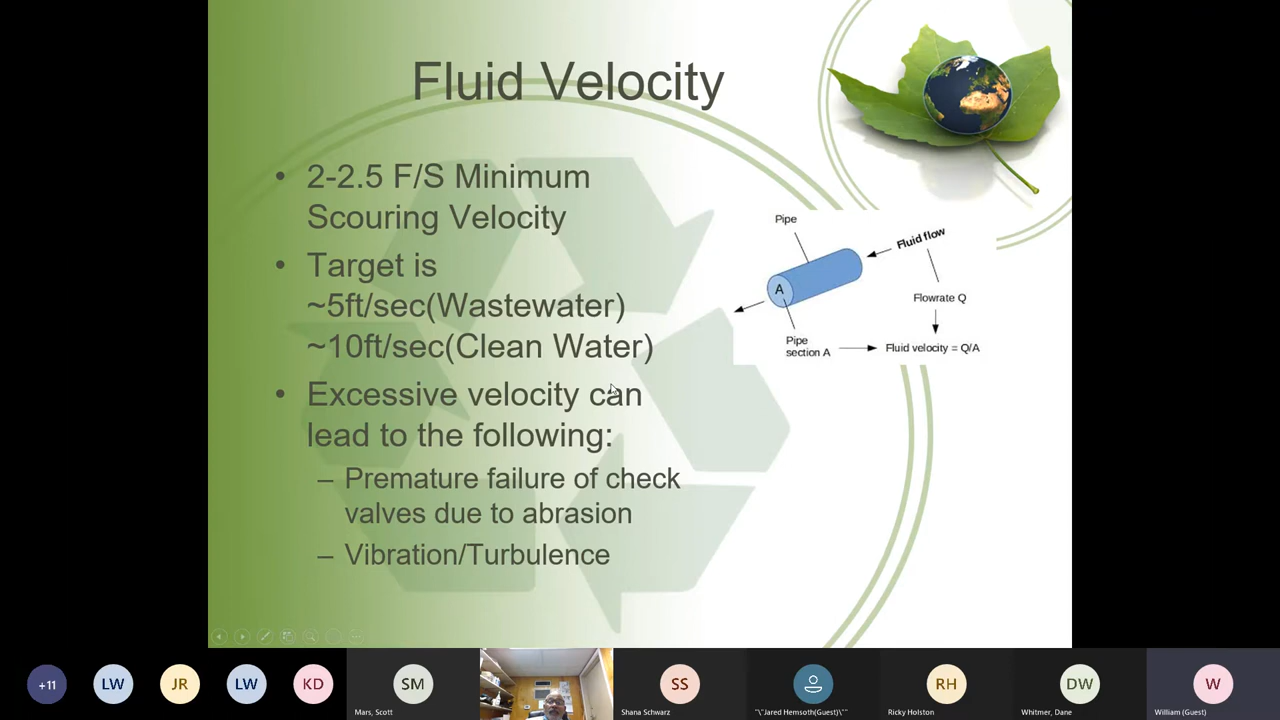 Fluid Velocity
• 2-2.5 F/S Minimum
Scouring Velocity
• Target is
~5ft/sec(Wastewater)
~10ft/sec(Clean Water)
• Excessive velocity can
lead to the following:
– Premature failure of check
valves due to abrasion
– Vibration/Turbulence
Pipe
Fluid flow
A
Flowrate Q
Pipe
section A
Fluid velocity = Q/A
+11
LW
JR
LW
KD
SM
Mars, Scott
SS
Shana Schwarz
"\"Jared Hemsoth(Guest)\""
RH
Ricky Holston
DW
Whitmer, Dane
W
William (Guest)